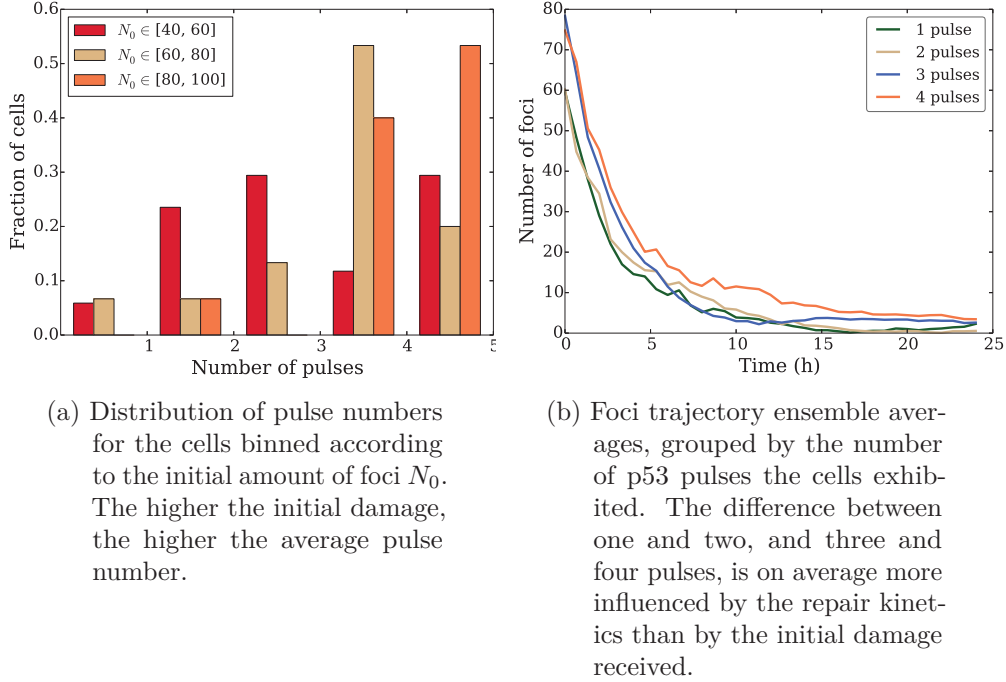 0.6
0.5
0.4
0.3
0.2
0.1
0.0
Fraction of cells
N₀ ∈ [40, 60]
N₀ ∈ [60, 80]
N₀ ∈ [80, 100]
1 2 3 4 5
Number of pulses
80
70
60
50
40
30
20
10
0
Number of foci
1 pulse
2 pulses
3 pulses
4 pulses
0 5 10 15 20 25
Time (h)
(a) Distribution of pulse numbers
for the cells binned according
to the initial amount of foci N₀.
The higher the initial damage,
the higher the average pulse
number.
(b) Foci trajectory ensemble aver-
ages, grouped by the number
of p53 pulses the cells exhib-
ited. The difference between
one and two, and three and
four pulses, is on average more
influenced by the repair kinet-
ics than by the initial damage
received.